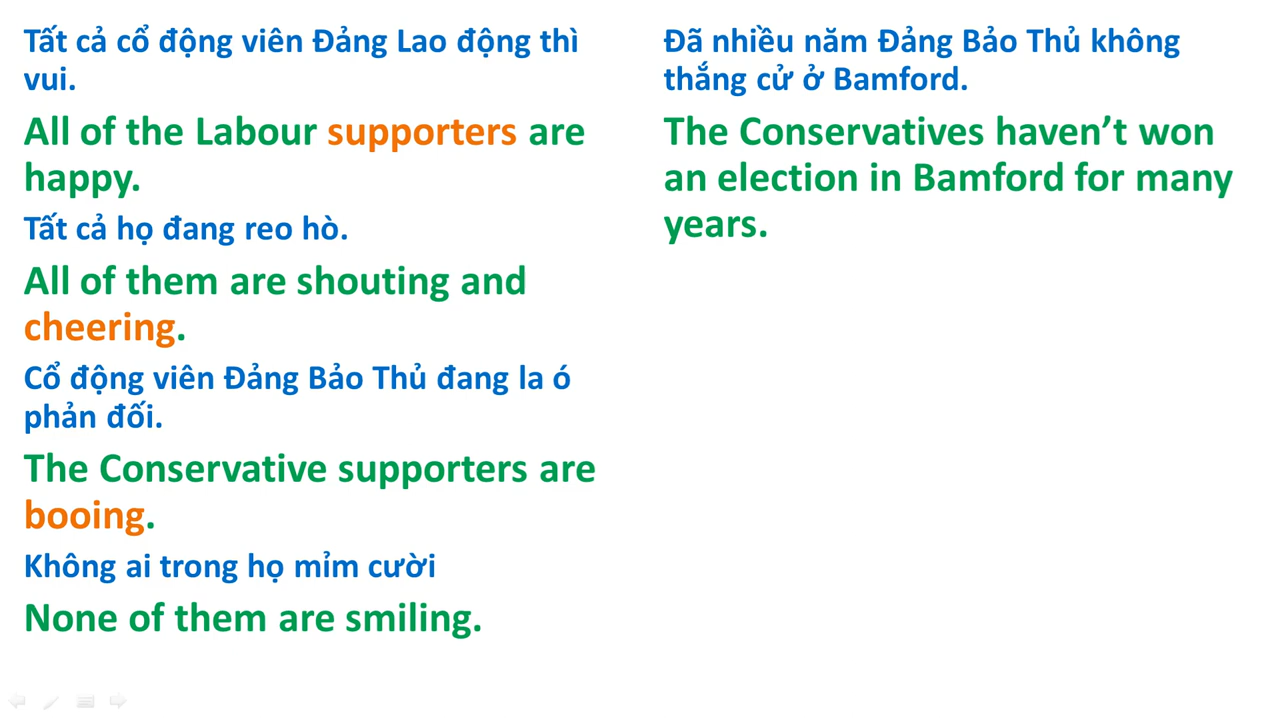 Tất cả cổ động viên Đảng Lao động thì
vui.
All of the Labour supporters are
happy.
Tất cả họ đang reo hò.
All of them are shouting and
cheering.
Cổ động viên Đảng Bảo Thủ đang la ó
phản đối.
The Conservative supporters are
booing.
Không ai trong họ mỉm cười
None of them are smiling.
Đã nhiều năm Đảng Bảo Thủ không
thắng cử ở Bamford.
The Conservatives haven’t won
an election in Bamford for many
years.